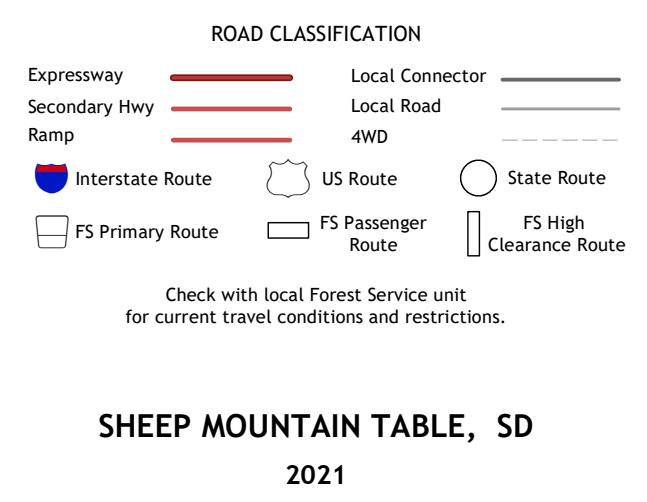 ROAD CLASSIFICATION
Expressway
Local Connector
Secondary Hwy
Local Road
Ramp
4WD
Interstate Route
US Route
State Route
FS Primary Route
FS Passenger
Route
FS High
Clearance Route
Check with local Forest Service unit
for current travel conditions and restrictions.
SHEEP MOUNTAIN TABLE, SD
2021